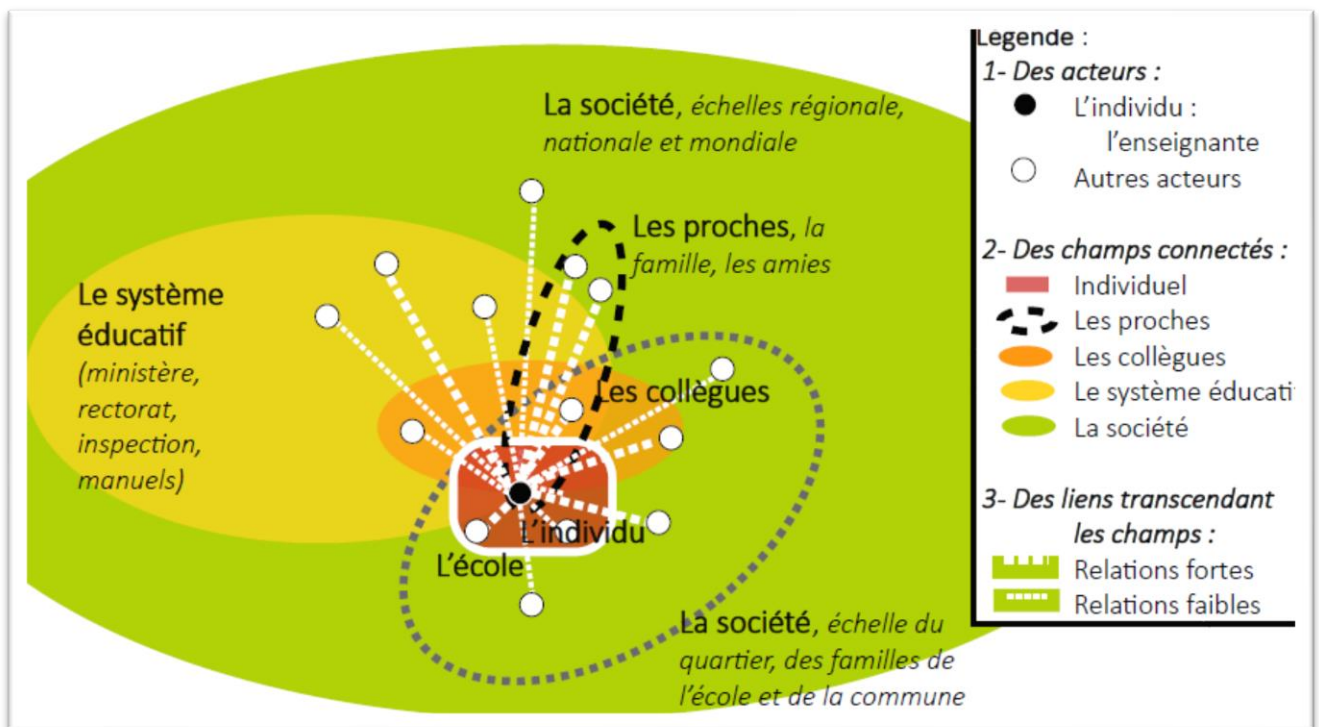 La société, échelles régionale,
nationale et mondiale
Les proches, la
famille, les amies
Le système
éducatif
(ministère,
rectorat,
inspection,
manuels)
Les collègues
L'individu
L'école
La société, échelle du
quartier, des familles de
l'école et de la commune
Légende :
1- Des acteurs :
L'individu :
l'enseignante
Autres acteurs
2- Des champs connectés :
Individuel
Les proches
Les collègues
Le système éducati
La société
3- Des liens transcendant
les champs :
Relations fortes
Relations faibles